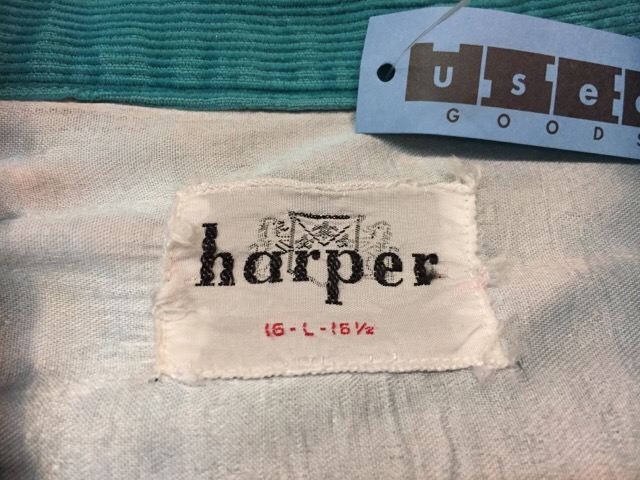 used
GOODS
harper
16-L-16½